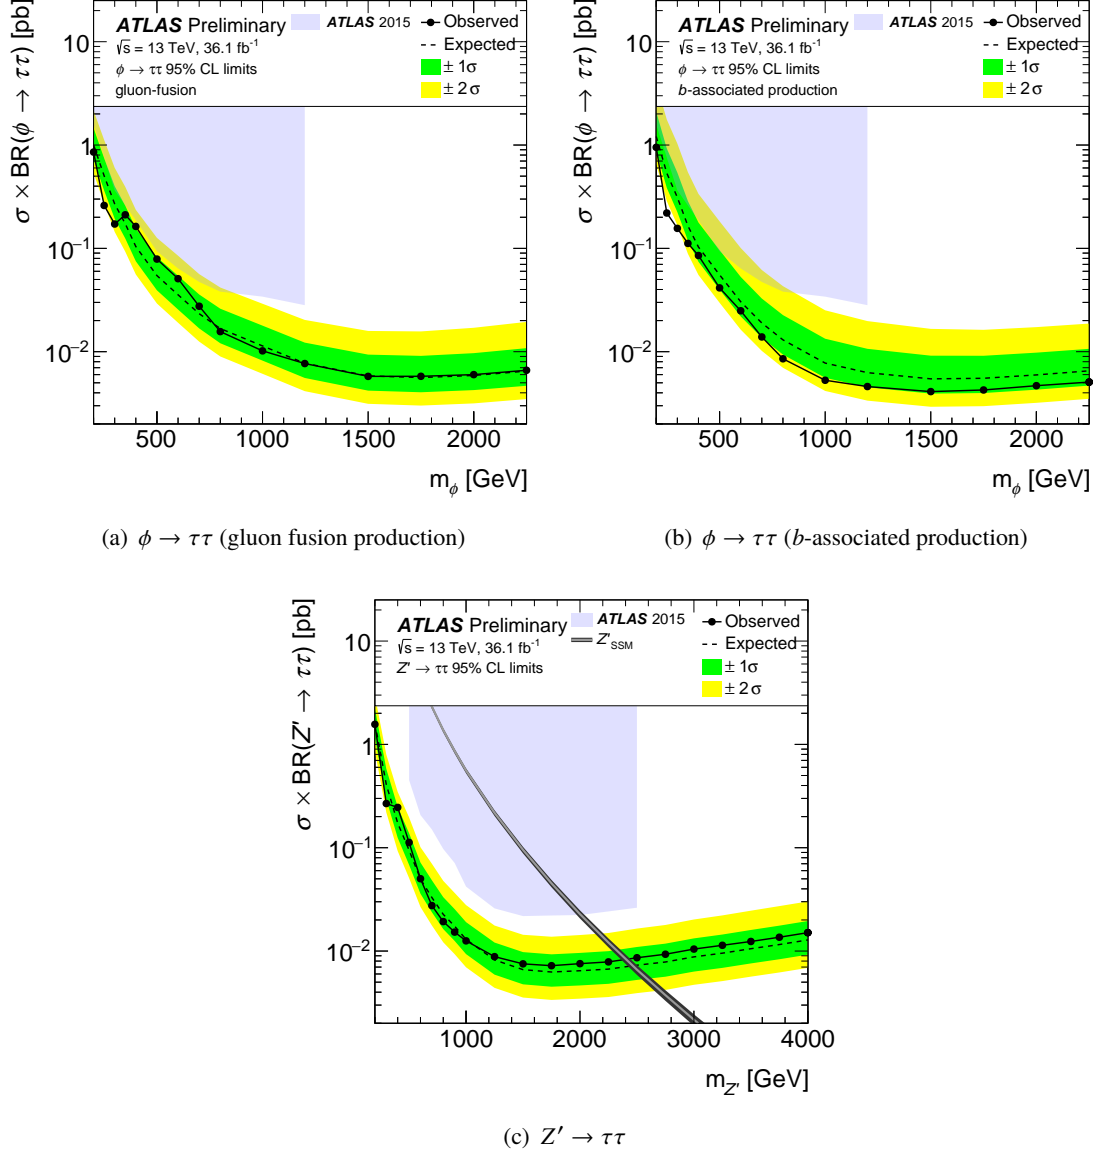 σ × BR(ϕ → ττ) [pb]
ATLAS Preliminary
√s = 13 TeV, 36.1 fb⁻¹
ϕ → ττ 95% CL limits
gluon-fusion
ATLAS 2015
Observed
Expected
± 1σ
± 2σ
10
1
10⁻¹
10⁻²
500 1000 1500 2000
m_ϕ [GeV]
(a) ϕ → ττ (gluon fusion production)
σ × BR(ϕ → ττ) [pb]
ATLAS Preliminary
√s = 13 TeV, 36.1 fb⁻¹
ϕ → ττ 95% CL limits
b-associated production
ATLAS 2015
Observed
Expected
± 1σ
± 2σ
10
1
10⁻¹
10⁻²
500 1000 1500 2000
m_ϕ [GeV]
(b) ϕ → ττ (b-associated production)
σ × BR(Z′ → ττ) [pb]
ATLAS Preliminary
√s = 13 TeV, 36.1 fb⁻¹
Z′ → ττ 95% CL limits
ATLAS 2015
Z′_SSM
Observed
Expected
± 1σ
± 2σ
10
1
10⁻¹
10⁻²
1000 2000 3000 4000
m_Z′ [GeV]
(c) Z′ → ττ